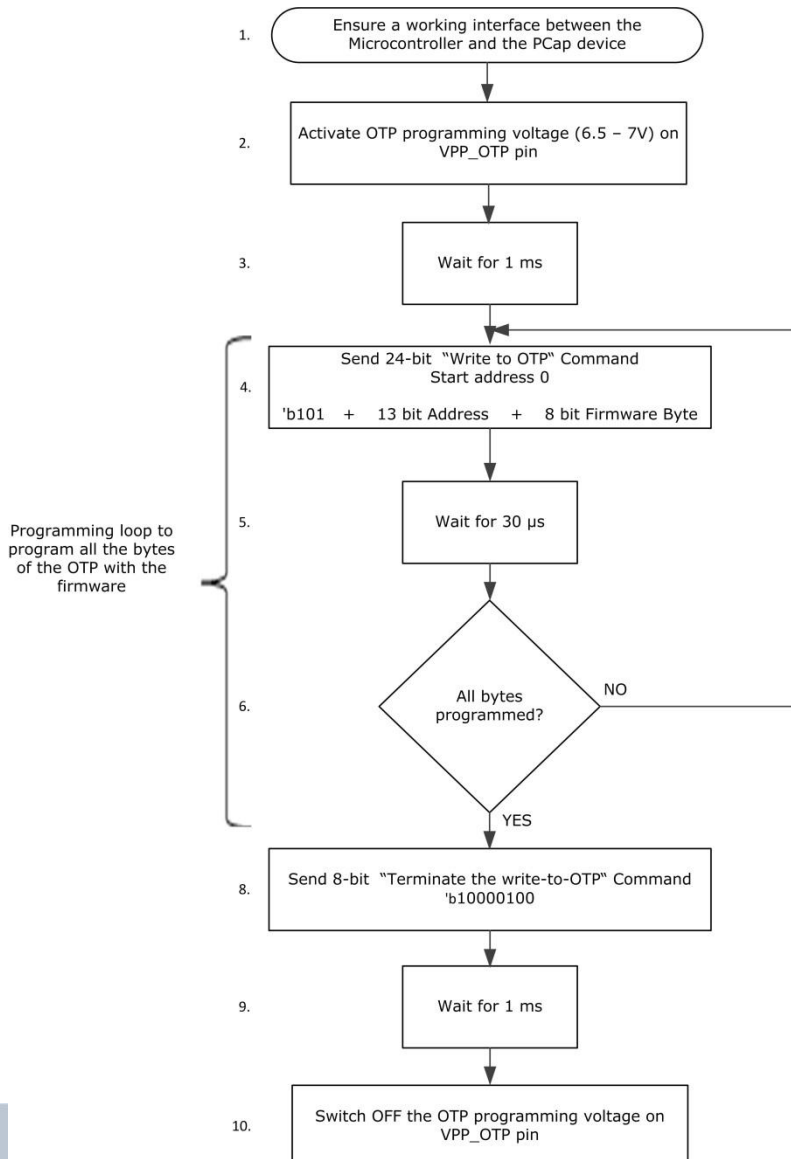 1.
Ensure a working interface between the
Microcontroller and the PCap device
2.
Activate OTP programming voltage (6.5 – 7V) on
VPP_OTP pin
3.
Wait for 1 ms
4.
Send 24-bit “Write to OTP“ Command
Start address 0
'b101 + 13 bit Address + 8 bit Firmware Byte
5.
Wait for 30 µs
Programming loop to
program all the bytes
of the OTP with the
firmware
6.
All bytes
programmed?
NO
YES
8.
Send 8-bit “Terminate the write-to-OTP“ Command
'b10000100
9.
Wait for 1 ms
10.
Switch OFF the OTP programming voltage on
VPP_OTP pin